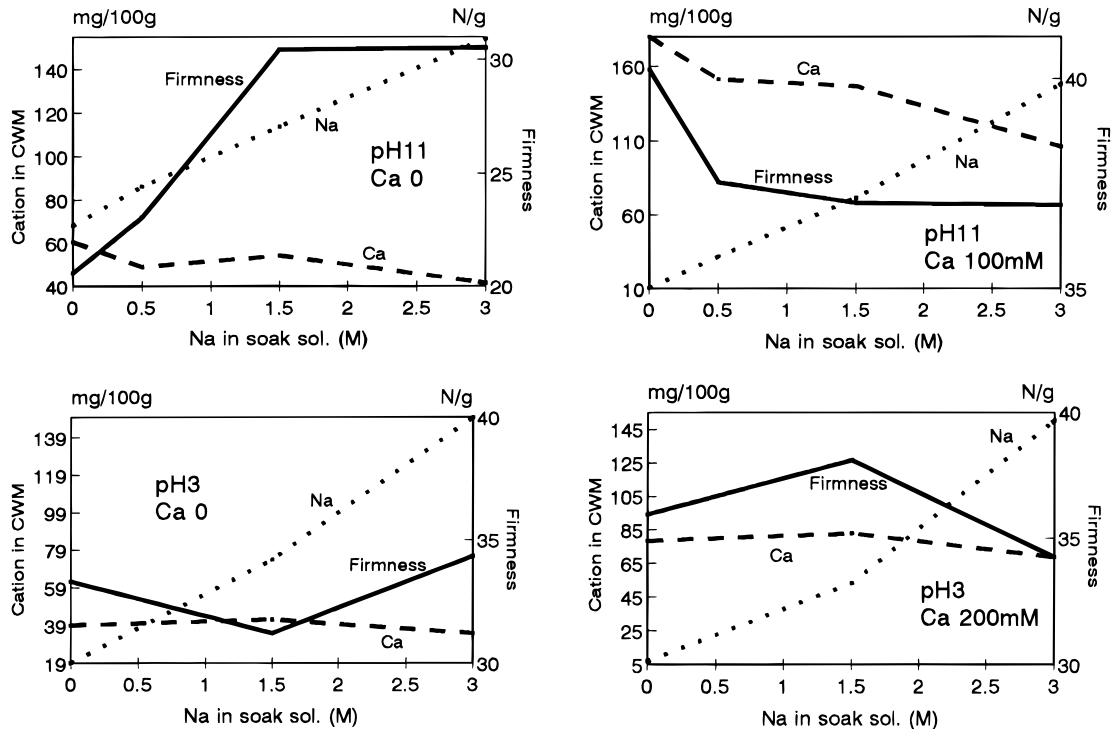 mg/100g N/g
140
120
100
80
60
40
30
25
20
Cation in CWM
Firmness
Firmness
Na
Ca
pH11
Ca 0
0 0.5 1 1.5 2 2.5 3
Na in soak sol. (M)
mg/100g N/g
160
110
60
10
40
35
Cation in CWM
Firmness
Ca
Na
Firmness
pH11
Ca 100mM
0 0.5 1 1.5 2 2.5 3
Na in soak sol. (M)
mg/100g N/g
139
119
99
79
59
39
19
40
35
30
Cation in CWM
Firmness
pH3
Ca 0
Na
Firmness
Ca
0 0.5 1 1.5 2 2.5 3
Na in soak sol. (M)
mg/100g N/g
145
125
105
85
65
45
25
5
40
35
30
Cation in CWM
Firmness
Na
Firmness
Ca
pH3
Ca 200mM
0 0.5 1 1.5 2 2.5 3
Na in soak sol. (M)